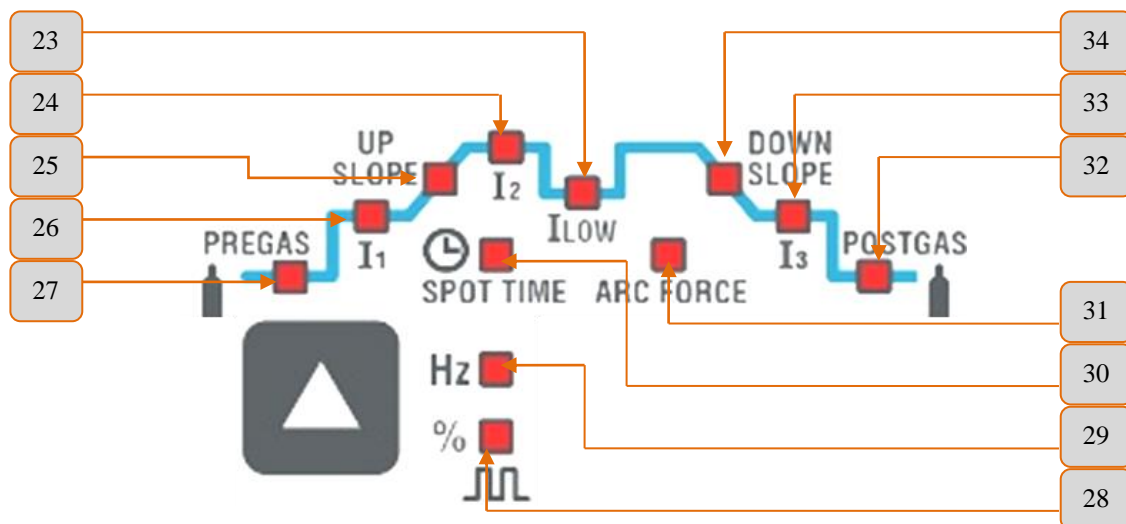 23
34
24
33
UP
SLOPE
DOWN
SLOPE
25
32
I2
ILOW
26
PREGAS
I1
I3
POSTGAS
27
SPOT TIME
ARC FORCE
31
Hz
30
%
29
28